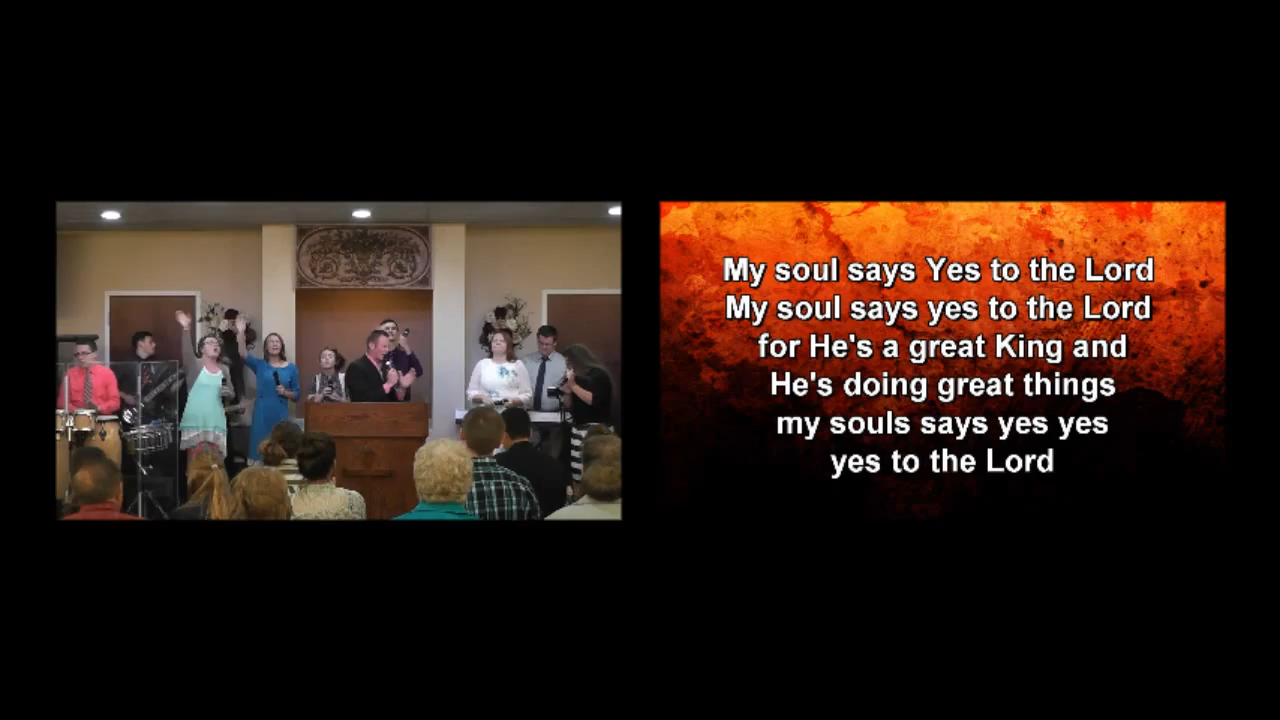 My soul says Yes to the Lord
My soul says yes to the Lord
for He's a great King and
He's doing great things
my souls says yes yes
yes to the Lord